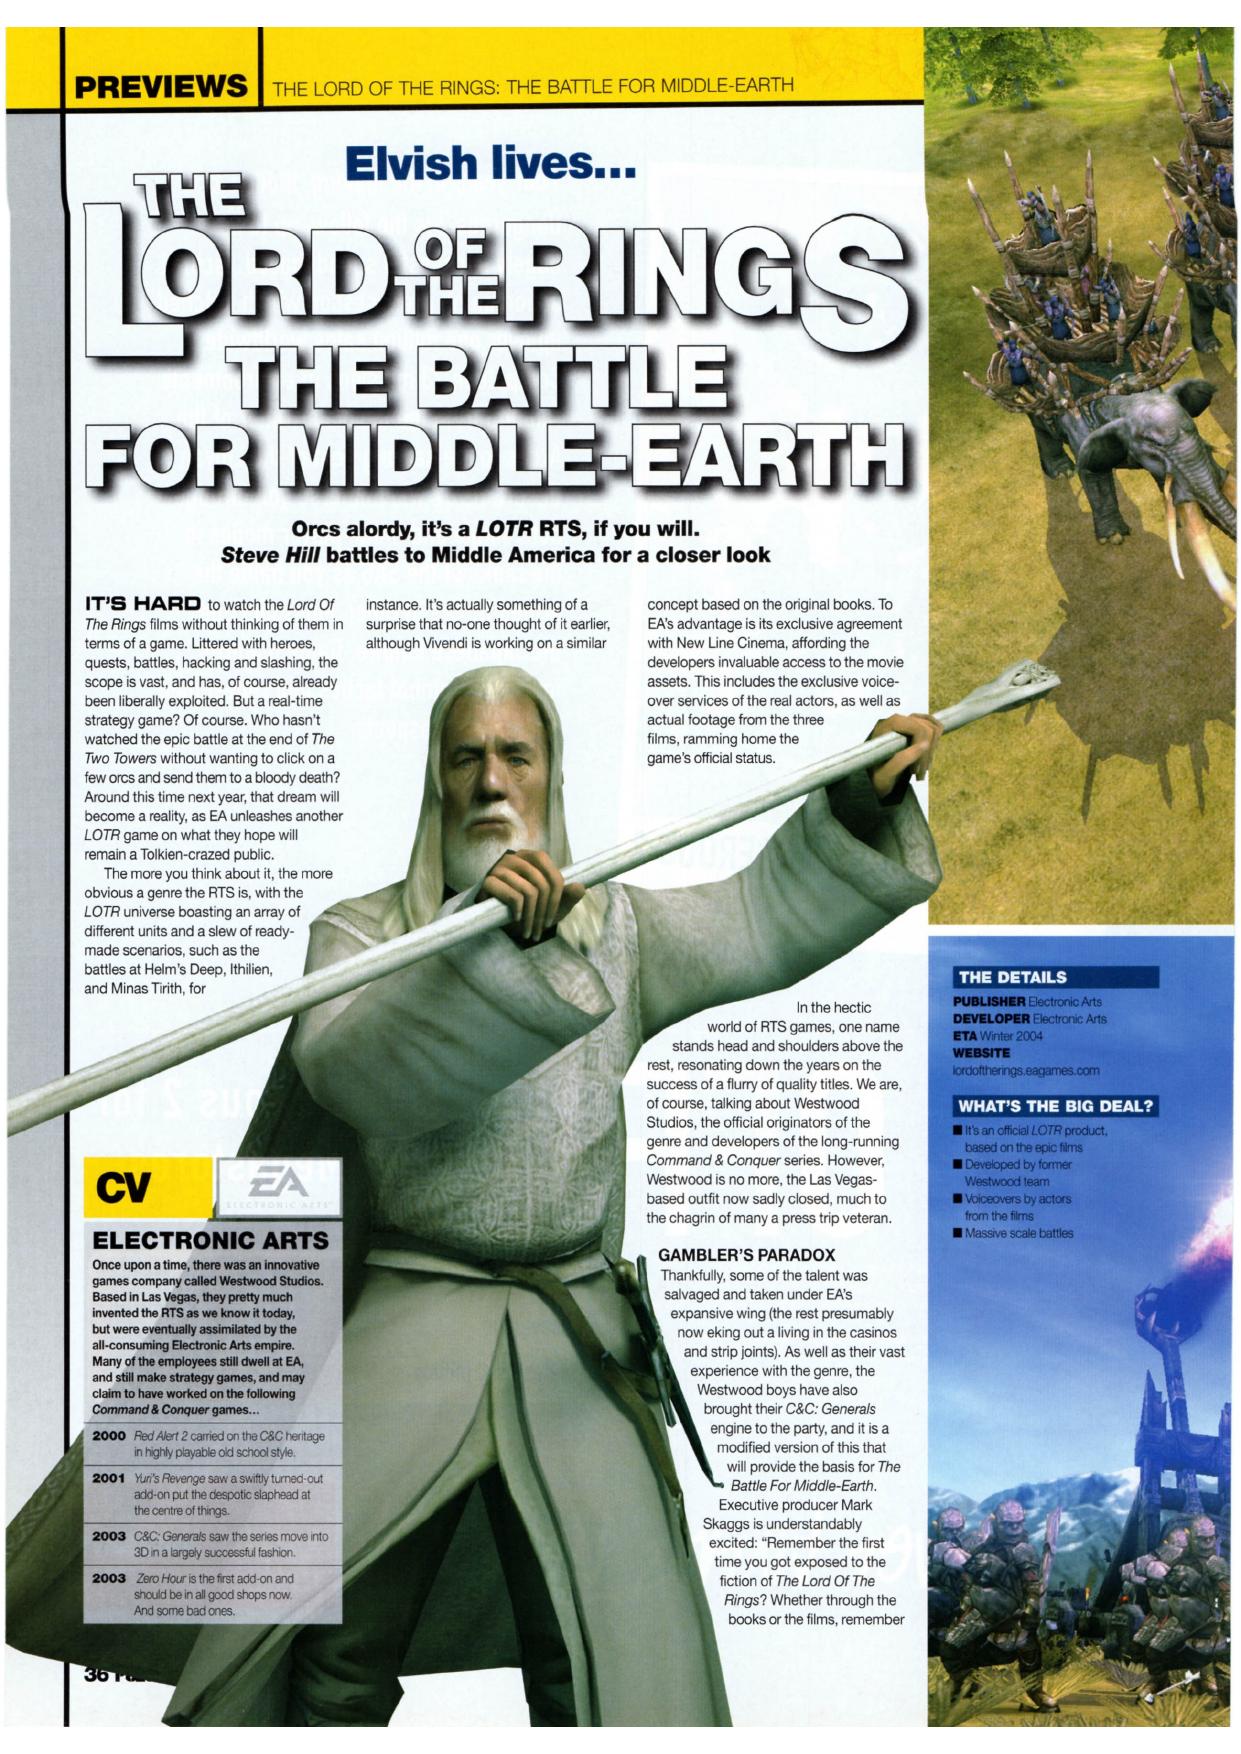 PREVIEWS
THE LORD OF THE RINGS: THE BATTLE FOR MIDDLE-EARTH
Elvish lives...
THE
LORD OF THE RINGS
THE BATTLE
FOR MIDDLE-EARTH
Orcs alordy, it's a LOTR RTS, if you will.
Steve Hill battles to Middle America for a closer look
IT'S HARD to watch the Lord Of
The Rings films without thinking of them in
terms of a game. Littered with heroes,
quests, battles, hacking and slashing, the
scope is vast, and has, of course, already
been liberally exploited. But a real-time
strategy game? Of course. Who hasn't
watched the epic battle at the end of The
Two Towers without wanting to click on a
few orcs and send them to a bloody death?
Around this time next year, that dream will
become a reality, as EA unleashes another
LOTR game on what they hope will
remain a Tolkien-crazed public.
The more you think about it, the more
obvious a genre the RTS is, with the
LOTR universe boasting an array of
different units and a slew of ready-
made scenarios, such as the
battles at Helm's Deep, Ithilien,
and Minas Tirith, for
instance. It's actually something of a
surprise that no-one thought of it earlier,
although Vivendi is working on a similar
concept based on the original books. To
EA's advantage is its exclusive agreement
with New Line Cinema, affording the
developers invaluable access to the movie
assets. This includes the exclusive voice-
over services of the real actors, as well as
actual footage from the three
films, ramming home the
game's official status.
In the hectic
world of RTS games, one name
stands head and shoulders above the
rest, resonating down the years on the
success of a flurry of quality titles. We are,
of course, talking about Westwood
Studios, the official originators of the
genre and developers of the long-running
Command & Conquer series. However,
Westwood is no more, the Las Vegas-
based outfit now sadly closed, much to
the chagrin of many a press trip veteran.
GAMBLER'S PARADOX
Thankfully, some of the talent was
salvaged and taken under EA's
expansive wing (the rest presumably
now eking out a living in the casinos
and strip joints). As well as their vast
experience with the genre, the
Westwood boys have also
brought their C&C: Generals
engine to the party, and it is a
modified version of this that
will provide the basis for The
Battle For Middle-Earth.
Executive producer Mark
Skaggs is understandably
excited: "Remember the first
time you got exposed to the
fiction of The Lord Of The
Rings? Whether through the
books or the films, remember
CV
EA
ELECTRONIC ARTS
ELECTRONIC ARTS
Once upon a time, there was an innovative
games company called Westwood Studios.
Based in Las Vegas, they pretty much
invented the RTS as we know it today,
but were eventually assimilated by the
all-consuming Electronic Arts empire.
Many of the employees still dwell at EA,
and still make strategy games, and may
claim to have worked on the following
Command & Conquer games...
2000 Red Alert 2 carried on the C&C heritage
in highly playable old school style.
2001 Yuri's Revenge saw a swiftly turned-out
add-on put the despotic slaphead at
the centre of things.
2003 C&C: Generals saw the series move into
3D in a largely successful fashion.
2003 Zero Hour is the first add-on and
should be in all good shops now.
And some bad ones.
THE DETAILS
PUBLISHER Electronic Arts
DEVELOPER Electronic Arts
ETA Winter 2004
WEBSITE
lordoftherings.eagames.com
WHAT'S THE BIG DEAL?
■ It's an official LOTR product,
based on the epic films
■ Developed by former
Westwood team
■ Voiceovers by actors
from the films
■ Massive scale battles
36